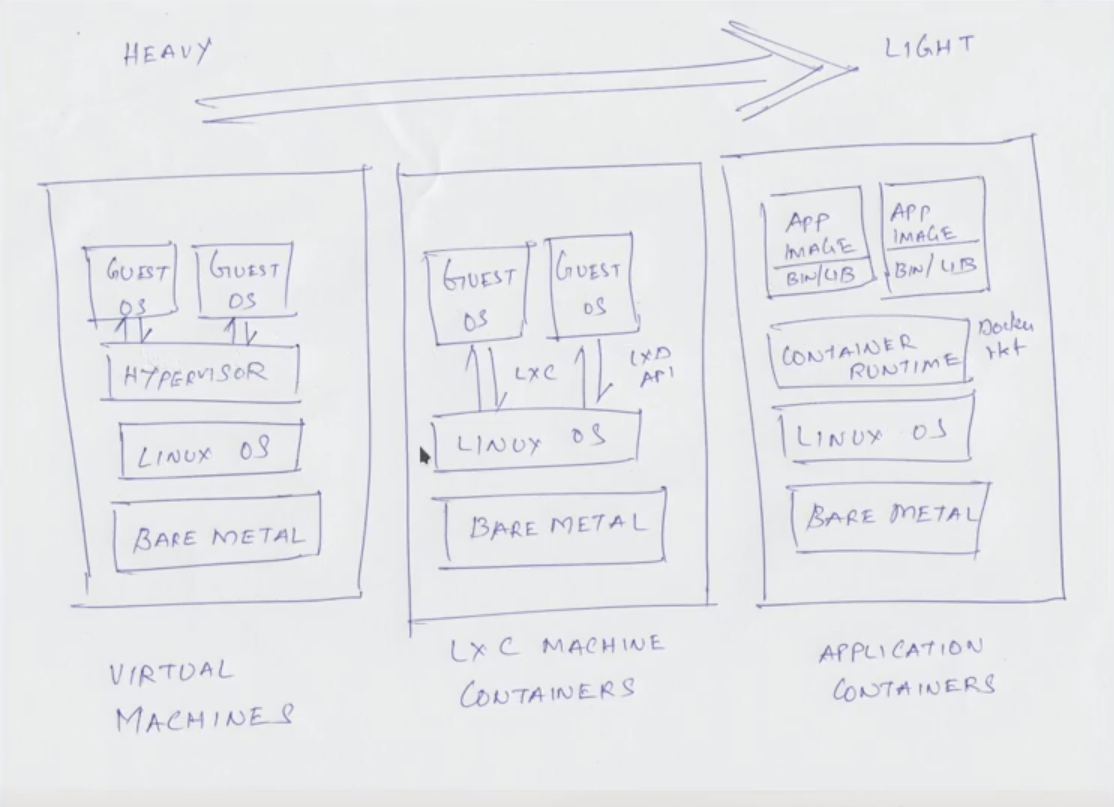 HEAVY
LIGHT
GUEST
OS
GUEST
OS
HYPERVISOR
LINUX OS
BARE METAL
VIRTUAL
MACHINES
GUEST
OS
GUEST
OS
LXC
LXD
API
LINUX OS
BARE METAL
LXC MACHINE
CONTAINERS
APP
IMAGE
BIN/LIB
APP
IMAGE
BIN/LIB
CONTAINER
RUNTIME
Docker
rkt
LINUX OS
BARE METAL
APPLICATION
CONTAINERS